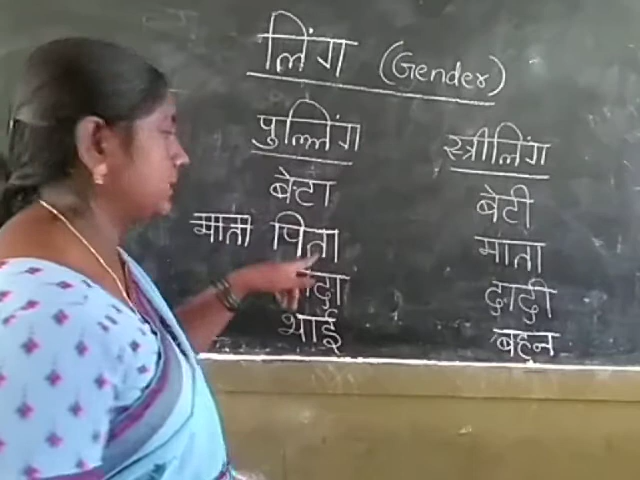 लिंग (Gender)
पुल्लिंग स्त्रीलिंग
बेटा बेटी
माता पिता माता
दादी
भाई बहन